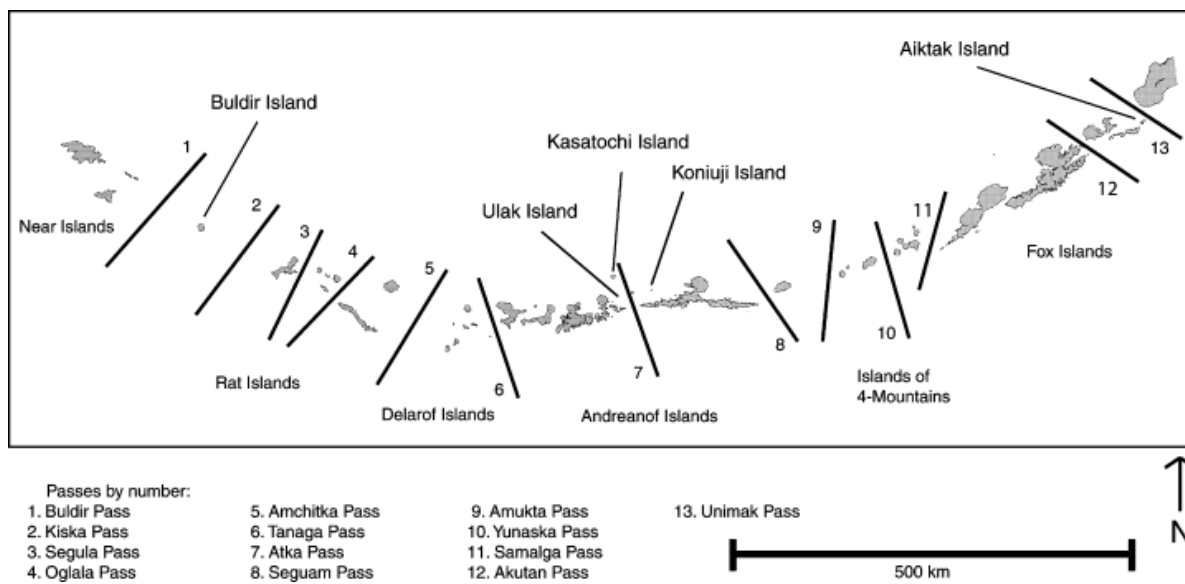 Aiktak Island
Buldir Island
Kasatochi Island
Koniuji Island
Ulak Island
1
2
3
4
5
6
7
8
9
10
11
12
13
Near Islands
Rat Islands
Delarof Islands
Andreanof Islands
Islands of
4-Mountains
Fox Islands
Passes by number:
1. Buldir Pass
2. Kiska Pass
3. Segula Pass
4. Oglala Pass
5. Amchitka Pass
6. Tanaga Pass
7. Atka Pass
8. Seguam Pass
9. Amukta Pass
10. Yunaska Pass
11. Samalga Pass
12. Akutan Pass
13. Unimak Pass
500 km
N